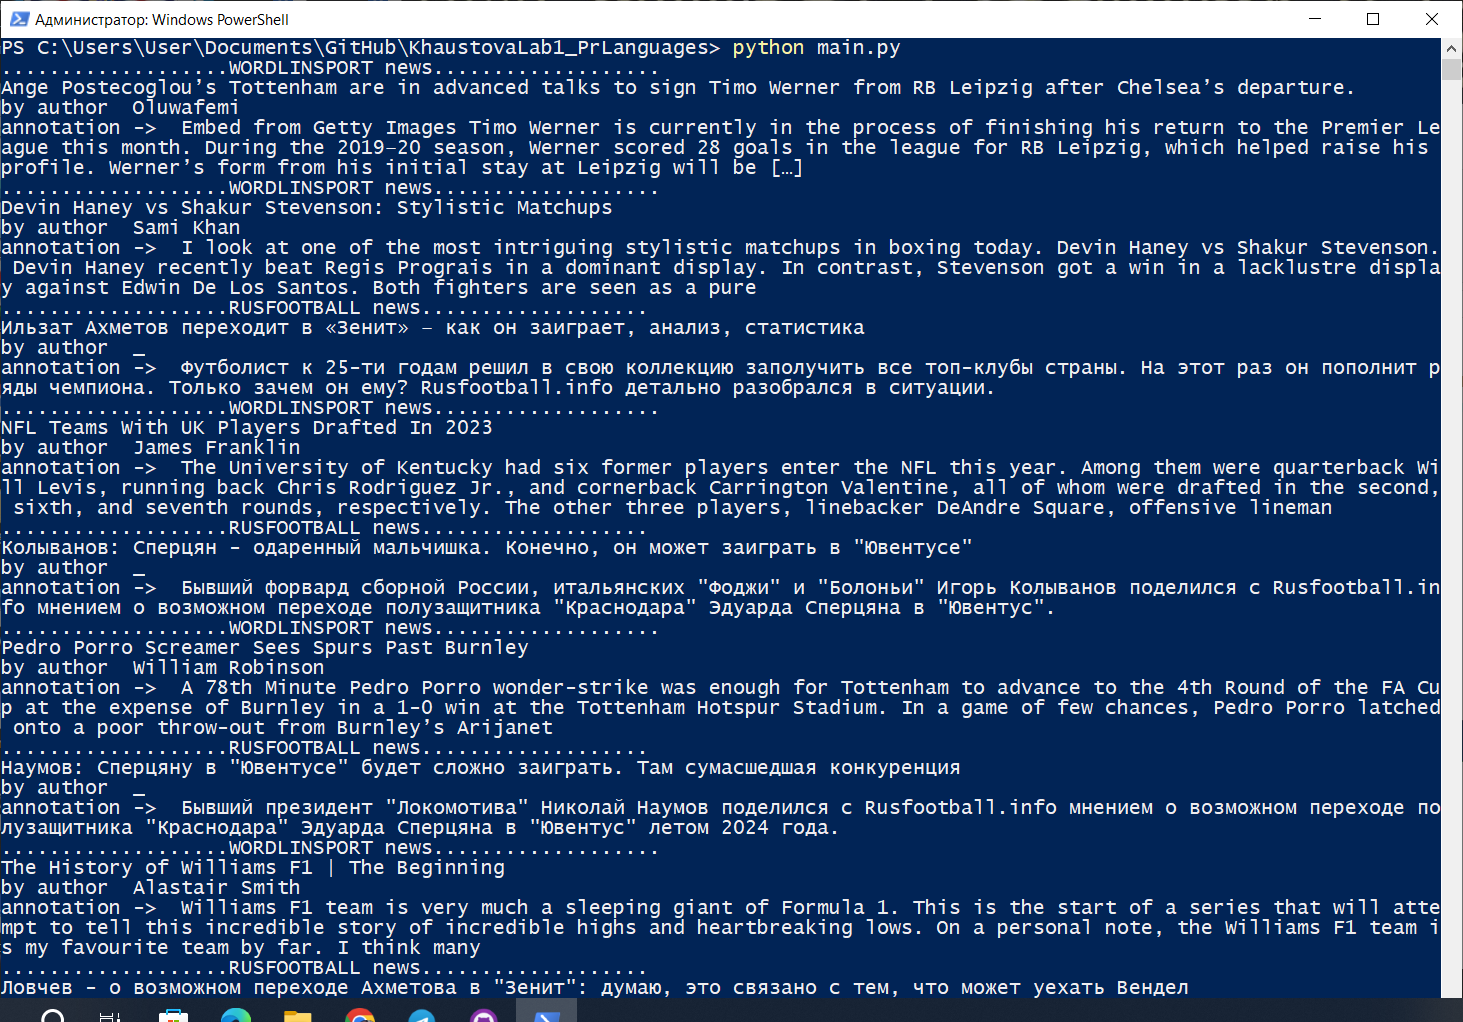 Администратор: Windows PowerShell
PS C:\Users\User\Documents\GitHub\KhaustovaLab1_PrLanguages> python main.py
...................WORDLINSPORT news...................
Ange Postecoglou’s Tottenham are in advanced talks to sign Timo Werner from RB Leipzig after Chelsea’s departure.
by author  Oluwafemi
annotation ->  Embed from Getty Images Timo Werner is currently in the process of finishing his return to the Premier Le
ague this month. During the 2019-20 season, Werner scored 28 goals in the league for RB Leipzig, which helped raise his
profile. Werner’s form from his initial stay at Leipzig will be […]
...................WORDLINSPORT news...................
Devin Haney vs Shakur Stevenson: Stylistic Matchups
by author  Sami Khan
annotation ->  I look at one of the most intriguing stylistic matchups in boxing today. Devin Haney vs Shakur Stevenson.
 Devin Haney recently beat Regis Prograis in a dominant display. In contrast, Stevenson got a win in a lacklustre displa
y against Edwin De Los Santos. Both fighters are seen as a pure
...................RUSFOOTBALL news...................
Ильзат Ахметов переходит в «Зенит» – как он заиграет, анализ, статистика
by author  _
annotation ->  Футболист к 25-ти годам решил в свою коллекцию заполучить все топ-клубы страны. На этот раз он пополнит р
яды чемпиона. Только зачем он ему? Rusfootball.info детально разобрался в ситуации.
...................WORDLINSPORT news...................
NFL Teams With UK Players Drafted In 2023
by author  James Franklin
annotation ->  The University of Kentucky had six former players enter the NFL this year. Among them were quarterback Wi
ll Levis, running back Chris Rodriguez Jr., and cornerback Carrington Valentine, all of whom were drafted in the second,
 sixth, and seventh rounds, respectively. The other three players, linebacker DeAndre Square, offensive lineman
...................RUSFOOTBALL news...................
Колыванов: Сперцян - одаренный мальчишка. Конечно, он может заиграть в "Ювентусе"
by author  _
annotation ->  Бывший форвард сборной России, итальянских "Фоджи" и "Болоньи" Игорь Колыванов поделился с Rusfootball.in
fo мнением о возможном переходе полузащитника "Краснодара" Эдуарда Сперцяна в "Ювентус".
...................WORDLINSPORT news...................
Pedro Porro Screamer Sees Spurs Past Burnley
by author  William Robinson
annotation ->  A 78th Minute Pedro Porro wonder-strike was enough for Tottenham to advance to the 4th Round of the FA Cu
p at the expense of Burnley in a 1-0 win at the Tottenham Hotspur Stadium. In a game of few chances, Pedro Porro latched
 onto a poor throw-out from Burnley’s Arijanet
...................RUSFOOTBALL news...................
Наумов: Сперцяну в "Ювентусе" будет сложно заиграть. Там сумасшедшая конкуренция
by author  _
annotation ->  Бывший президент "Локомотива" Николай Наумов поделился с Rusfootball.info мнением о возможном переходе по
лузащитника "Краснодара" Эдуарда Сперцяна в "Ювентус" летом 2024 года.
...................WORDLINSPORT news...................
The History of Williams F1 | The Beginning
by author  Alastair Smith
annotation ->  Williams F1 team is very much a sleeping giant of Formula 1. This is the start of a series that will atte
mpt to tell this incredible story of incredible highs and heartbreaking lows. On a personal note, the Williams F1 team i
s my favourite team by far. I think many
...................RUSFOOTBALL news...................
Ловчев - о возможном переходе Ахметова в "Зенит": думаю, это связано с тем, что может уехать Вендел